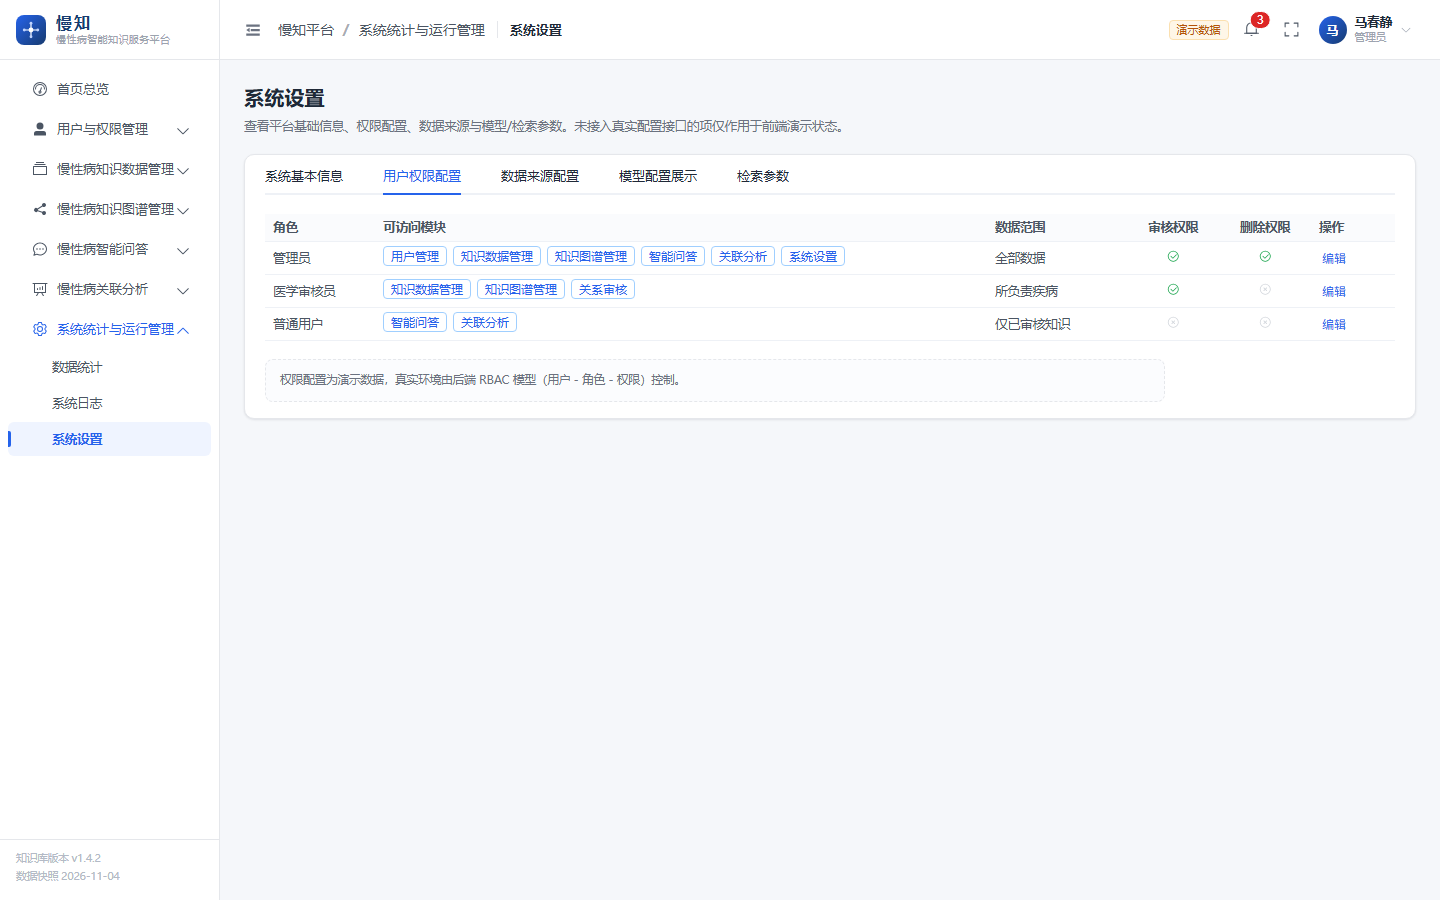 慢知
慢性病智能知识服务平台
首页总览
用户与权限管理
慢性病知识数据管理
慢性病知识图谱管理
慢性病智能问答
慢性病关联分析
系统统计与运行管理
数据统计
系统日志
系统设置
知识库版本 v1.4.2
数据快照 2026-11-04
慢知平台 / 系统统计与运行管理 系统设置
演示数据 3 马 马春静
管理员
系统设置
查看平台基础信息、权限配置、数据来源与模型/检索参数。未接入真实配置接口的项仅作用于前端演示状态。
系统基本信息 用户权限配置 数据来源配置 模型配置展示 检索参数
角色 可访问模块 数据范围 审核权限 删除权限 操作
管理员 用户管理 知识数据管理 知识图谱管理 智能问答 关联分析 系统设置 全部数据 编辑
医学审核员 知识数据管理 知识图谱管理 关系审核 所负责疾病 编辑
普通用户 智能问答 关联分析 仅已审核知识 编辑
权限配置为演示数据，真实环境由后端 RBAC 模型（用户 - 角色 - 权限）控制。